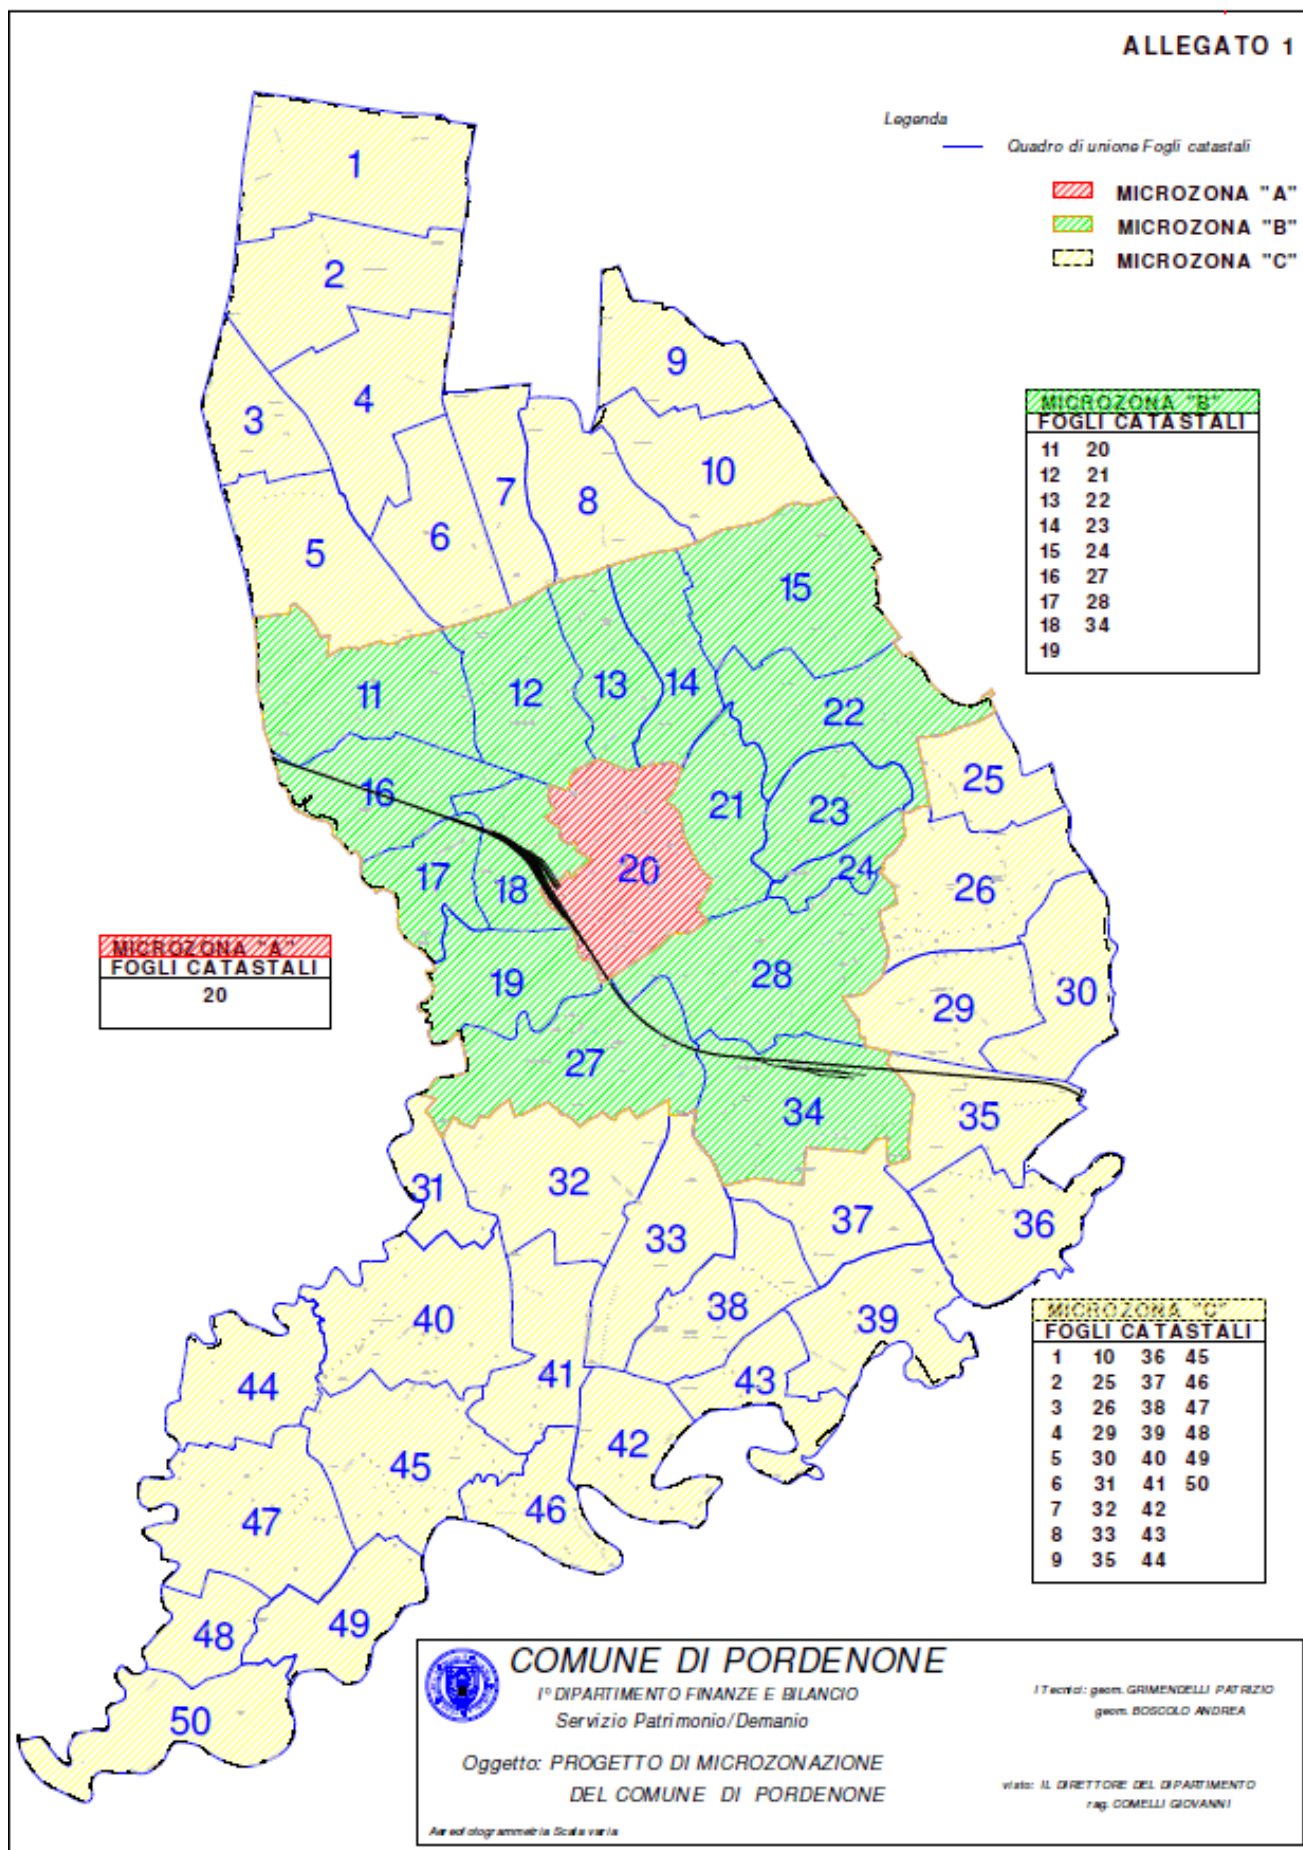 ALLEGATO 1
Legenda
Quadro di unione Fogli catastali
MICROZONA "A"
MICROZONA "B"
MICROZONA "C"
1
2
3
4
5
6
7
8
9
10
11
12
13
14
15
16
17
18
19
20
21
22
23
24
25
26
27
28
29
30
31
32
33
34
35
36
37
38
39
40
41
42
43
44
45
46
47
48
49
50
MICROZONA "B"
FOGLI CATASTALI
11 20
12 21
13 22
14 23
15 24
16 27
17 28
18 34
19
MICROZONA "A"
FOGLI CATASTALI
20
MICROZONA "C"
FOGLI CATASTALI
1 10 36 45
2 25 37 46
3 26 38 47
4 29 39 48
5 30 40 49
6 31 41 50
7 32 42
8 33 43
9 35 44
COMUNE DI PORDENONE
I° DIPARTIMENTO FINANZE E BILANCIO
Servizio Patrimonio/Demanio
Oggetto: PROGETTO DI MICROZONAZIONE
DEL COMUNE DI PORDENONE
Aereofotogrammetria Scala varia
I Tecnici: geom. GRIMENDELLI PATRIZIO
geom. BOSCOLO ANDREA
visto: IL DIRETTORE DEL DIPARTIMENTO
rag. COMELLI GIOVANNI